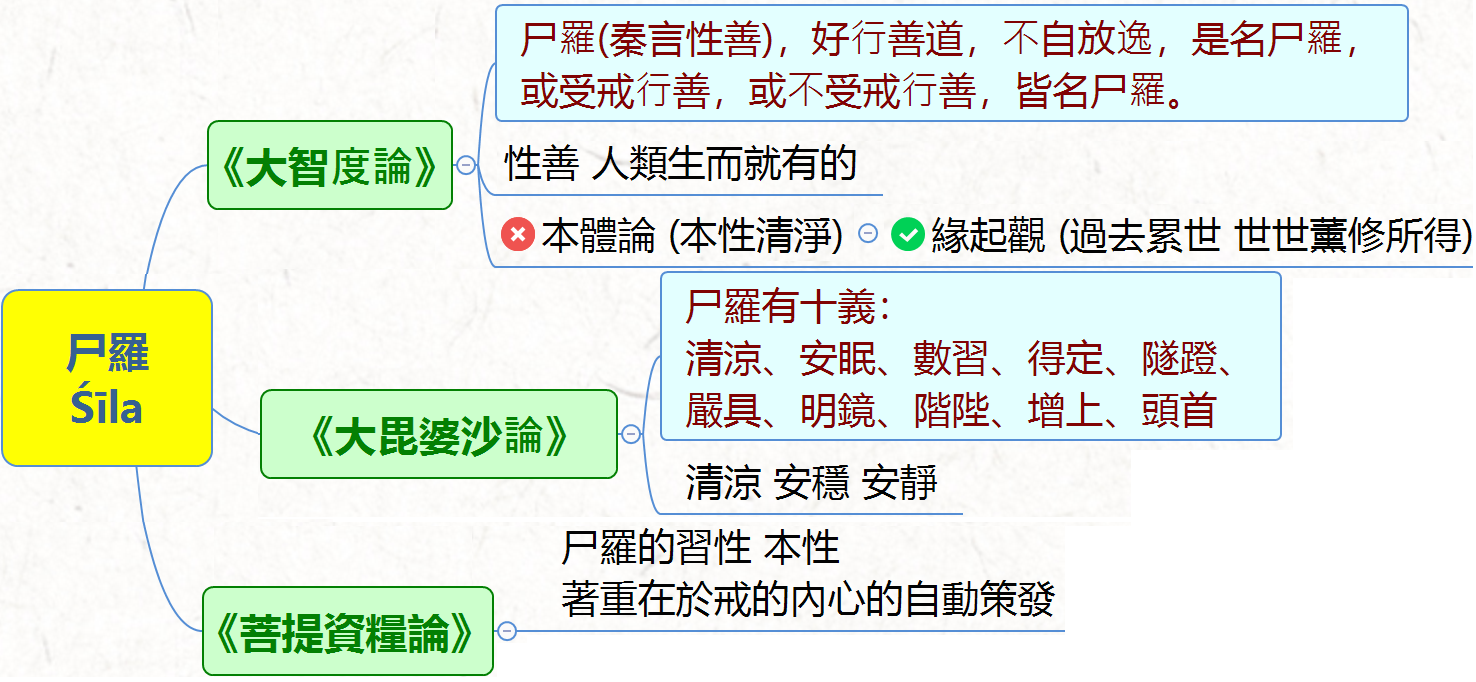 尸羅(秦言性善)，好行善道，不自放逸，是名尸羅，
或受戒行善，或不受戒行善，皆名尸羅。
《大智度論》
性善 人類生而就有的
本體論 (本性清淨) 緣起觀 (過去累世 世世薰修所得)
尸羅
Śīla
尸羅有十義：
清涼、安眠、數習、得定、隧蹬、
嚴具、明鏡、階陛、增上、頭首
《大毘婆沙論》
清涼 安穩 安靜
尸羅的習性 本性
著重在於戒的內心的自動策發
《菩提資糧論》